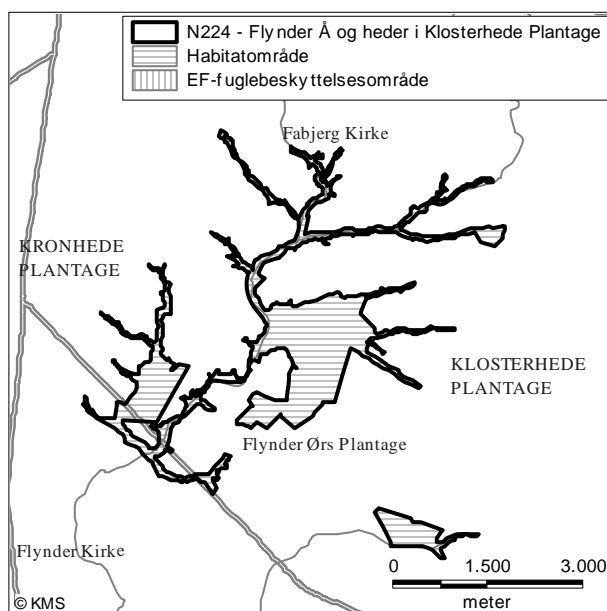 N224 - Flynder Å og heder i Klosterhede Plantage
Habitatområde
EF-fuglebeskyttelsesområde
Fabjerg Kirke
KRONHEDE
PLANTAGE
KLOSTERHEDE
PLANTAGE
Flynder Ørs Plantage
Flynder Kirke
0 1.500 3.000
meter
© KMS